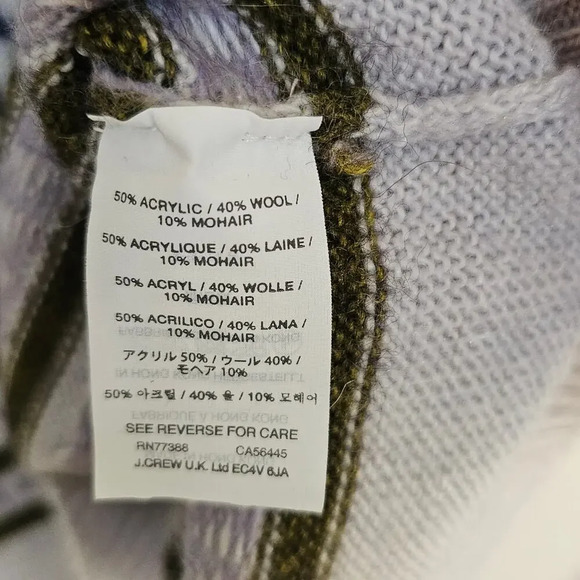 50% ACRYLIC / 40% WOOL /
10% MOHAIR
50% ACRYLIQUE / 40% LAINE /
10% MOHAIR
50% ACRYL / 40% WOLLE /
10% MOHAIR
50% ACRILICO / 40% LANA /
10% MOHAIR
アクリル 50% / ウール 40% /
モヘア 10%
50% 아크릴 / 40% 울 / 10% 모헤어
FABRIQUÉ À HONG KONG
SEE REVERSE FOR CARE
RN77388 CA56445
J.CREW U.K. Ltd EC4V 6JA